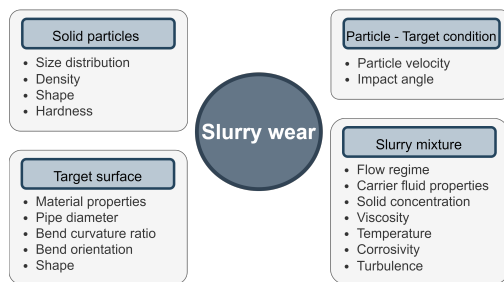 Solid particles
• Size distribution
• Density
• Shape
• Hardness
Particle - Target condition
• Particle velocity
• Impact angle
Slurry wear
Target surface
• Material properties
• Pipe diameter
• Bend curvature ratio
• Bend orientation
• Shape
Slurry mixture
• Flow regime
• Carrier fluid properties
• Solid concentration
• Viscosity
• Temperature
• Corrosivity
• Turbulence